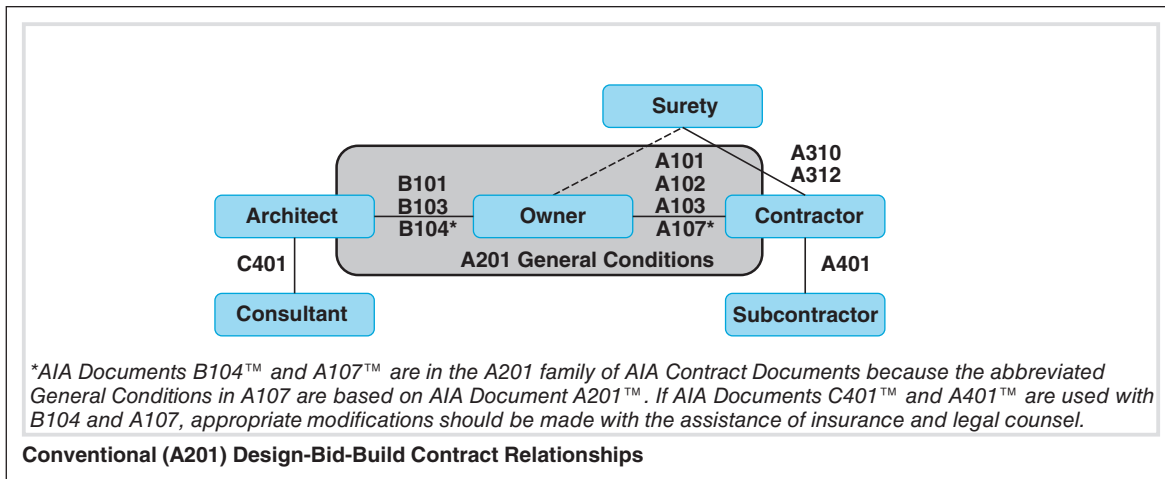 Surety
A310
A312
A101
A102
A103
A107*
B101
B103
B104*
Architect
Owner
Contractor
A201 General Conditions
C401
A401
Consultant
Subcontractor
*AIA Documents B104™ and A107™ are in the A201 family of AIA Contract Documents because the abbreviated
General Conditions in A107 are based on AIA Document A201™. If AIA Documents C401™ and A401™ are used with
B104 and A107, appropriate modifications should be made with the assistance of insurance and legal counsel.
Conventional (A201) Design-Bid-Build Contract Relationships